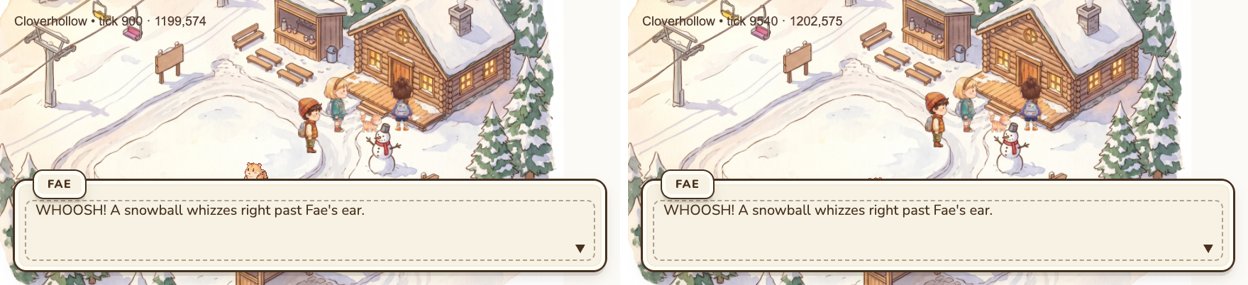 Cloverhollow • tick 900 · 1199,574
FAE
WHOOSH! A snowball whizzes right past Fae's ear.
Cloverhollow • tick 9540 · 1202,575
FAE
WHOOSH! A snowball whizzes right past Fae's ear.